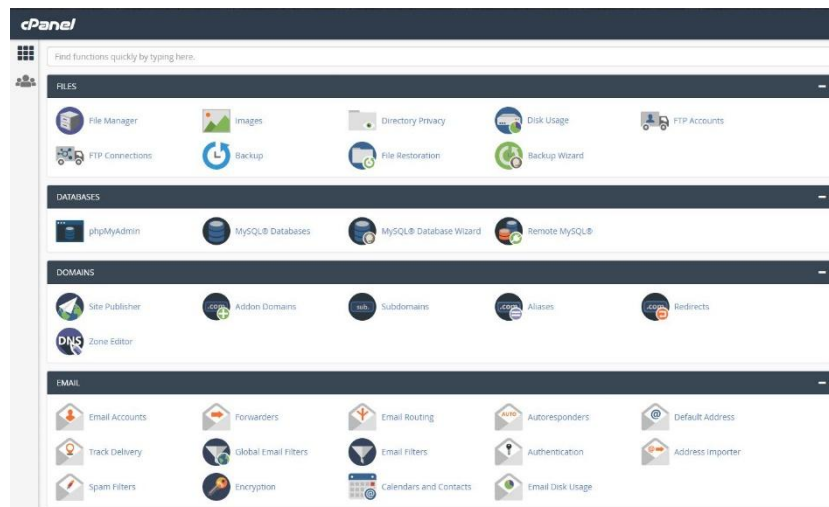 cPanel
Find functions quickly by typing here.
FILES
File Manager
Images
Directory Privacy
Disk Usage
FTP Accounts
FTP Connections
Backup
File Restoration
Backup Wizard
DATABASES
phpMyAdmin
MySQL® Databases
MySQL® Database Wizard
Remote MySQL®
DOMAINS
Site Publisher
.com
Addon Domains
sub.
Subdomains
.com
Aliases
.com
Redirects
DNS
Zone Editor
EMAIL
Email Accounts
Forwarders
Email Routing
AUTO
Autoresponders
@
Default Address
Track Delivery
Global Email Filters
Email Filters
Authentication
Address Importer
Spam Filters
Encryption
@
Calendars and Contacts
Email Disk Usage